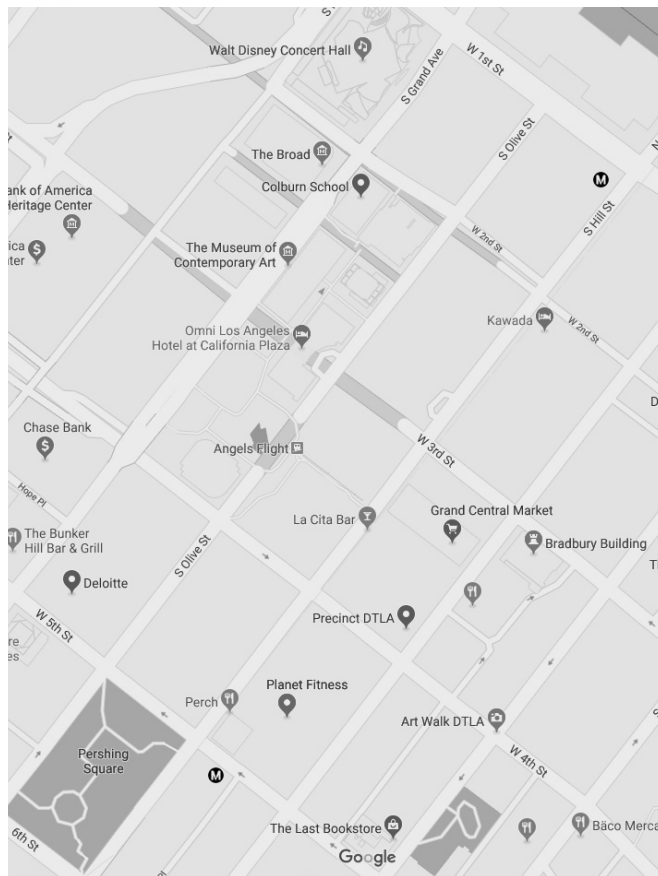 Walt Disney Concert Hall
S Grand Ave
W 1st St
S Olive St
The Broad
Colburn School
M
S Hill St
ank of America
Heritage Center
W 2nd St
The Museum of
Contemporary Art
Kawada
W 2nd St
Omni Los Angeles
Hotel at California Plaza
Chase Bank
Angels Flight
W 3rd St
Hope Pl
La Cita Bar
Grand Central Market
The Bunker
Hill Bar & Grill
S Olive St
Bradbury Building
Deloitte
Precinct DTLA
W 5th St
Perch
Planet Fitness
Art Walk DTLA
Pershing
Square
W 4th St
M
6th St
The Last Bookstore
Bäco Merca
Google